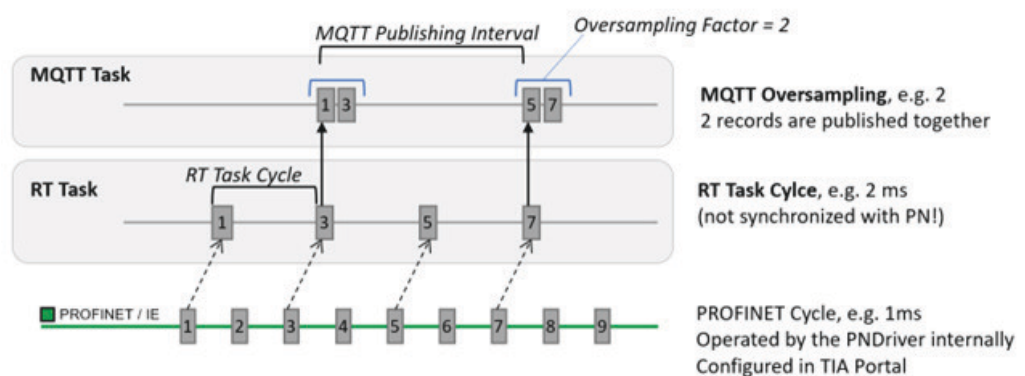 MQTT Publishing Interval
Oversampling Factor = 2
MQTT Task
1 3
5 7
MQTT Oversampling, e.g. 2
2 records are published together
RT Task Cycle
RT Task
1
3
5
7
RT Task Cylce, e.g. 2 ms
(not synchronized with PN!)
PROFINET / IE
1
2
3
4
5
6
7
8
9
PROFINET Cycle, e.g. 1ms
Operated by the PNDriver internally
Configured in TIA Portal